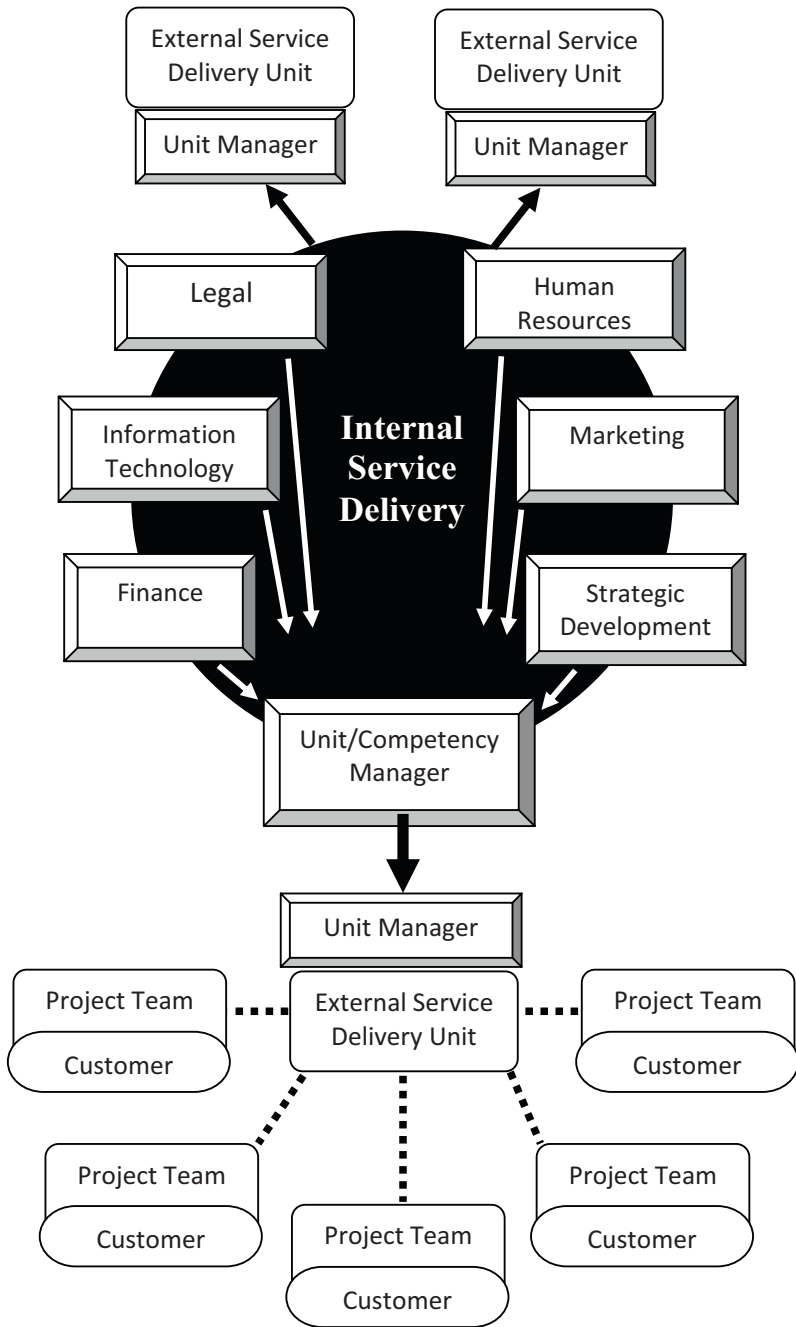 External Service
Delivery Unit
Unit Manager
External Service
Delivery Unit
Unit Manager
Legal
Human
Resources
Information
Technology
Internal
Service
Delivery
Marketing
Finance
Strategic
Development
Unit/Competency
Manager
Unit Manager
External Service
Delivery Unit
Project Team
Customer
Project Team
Customer
Project Team
Customer
Project Team
Customer
Project Team
Customer